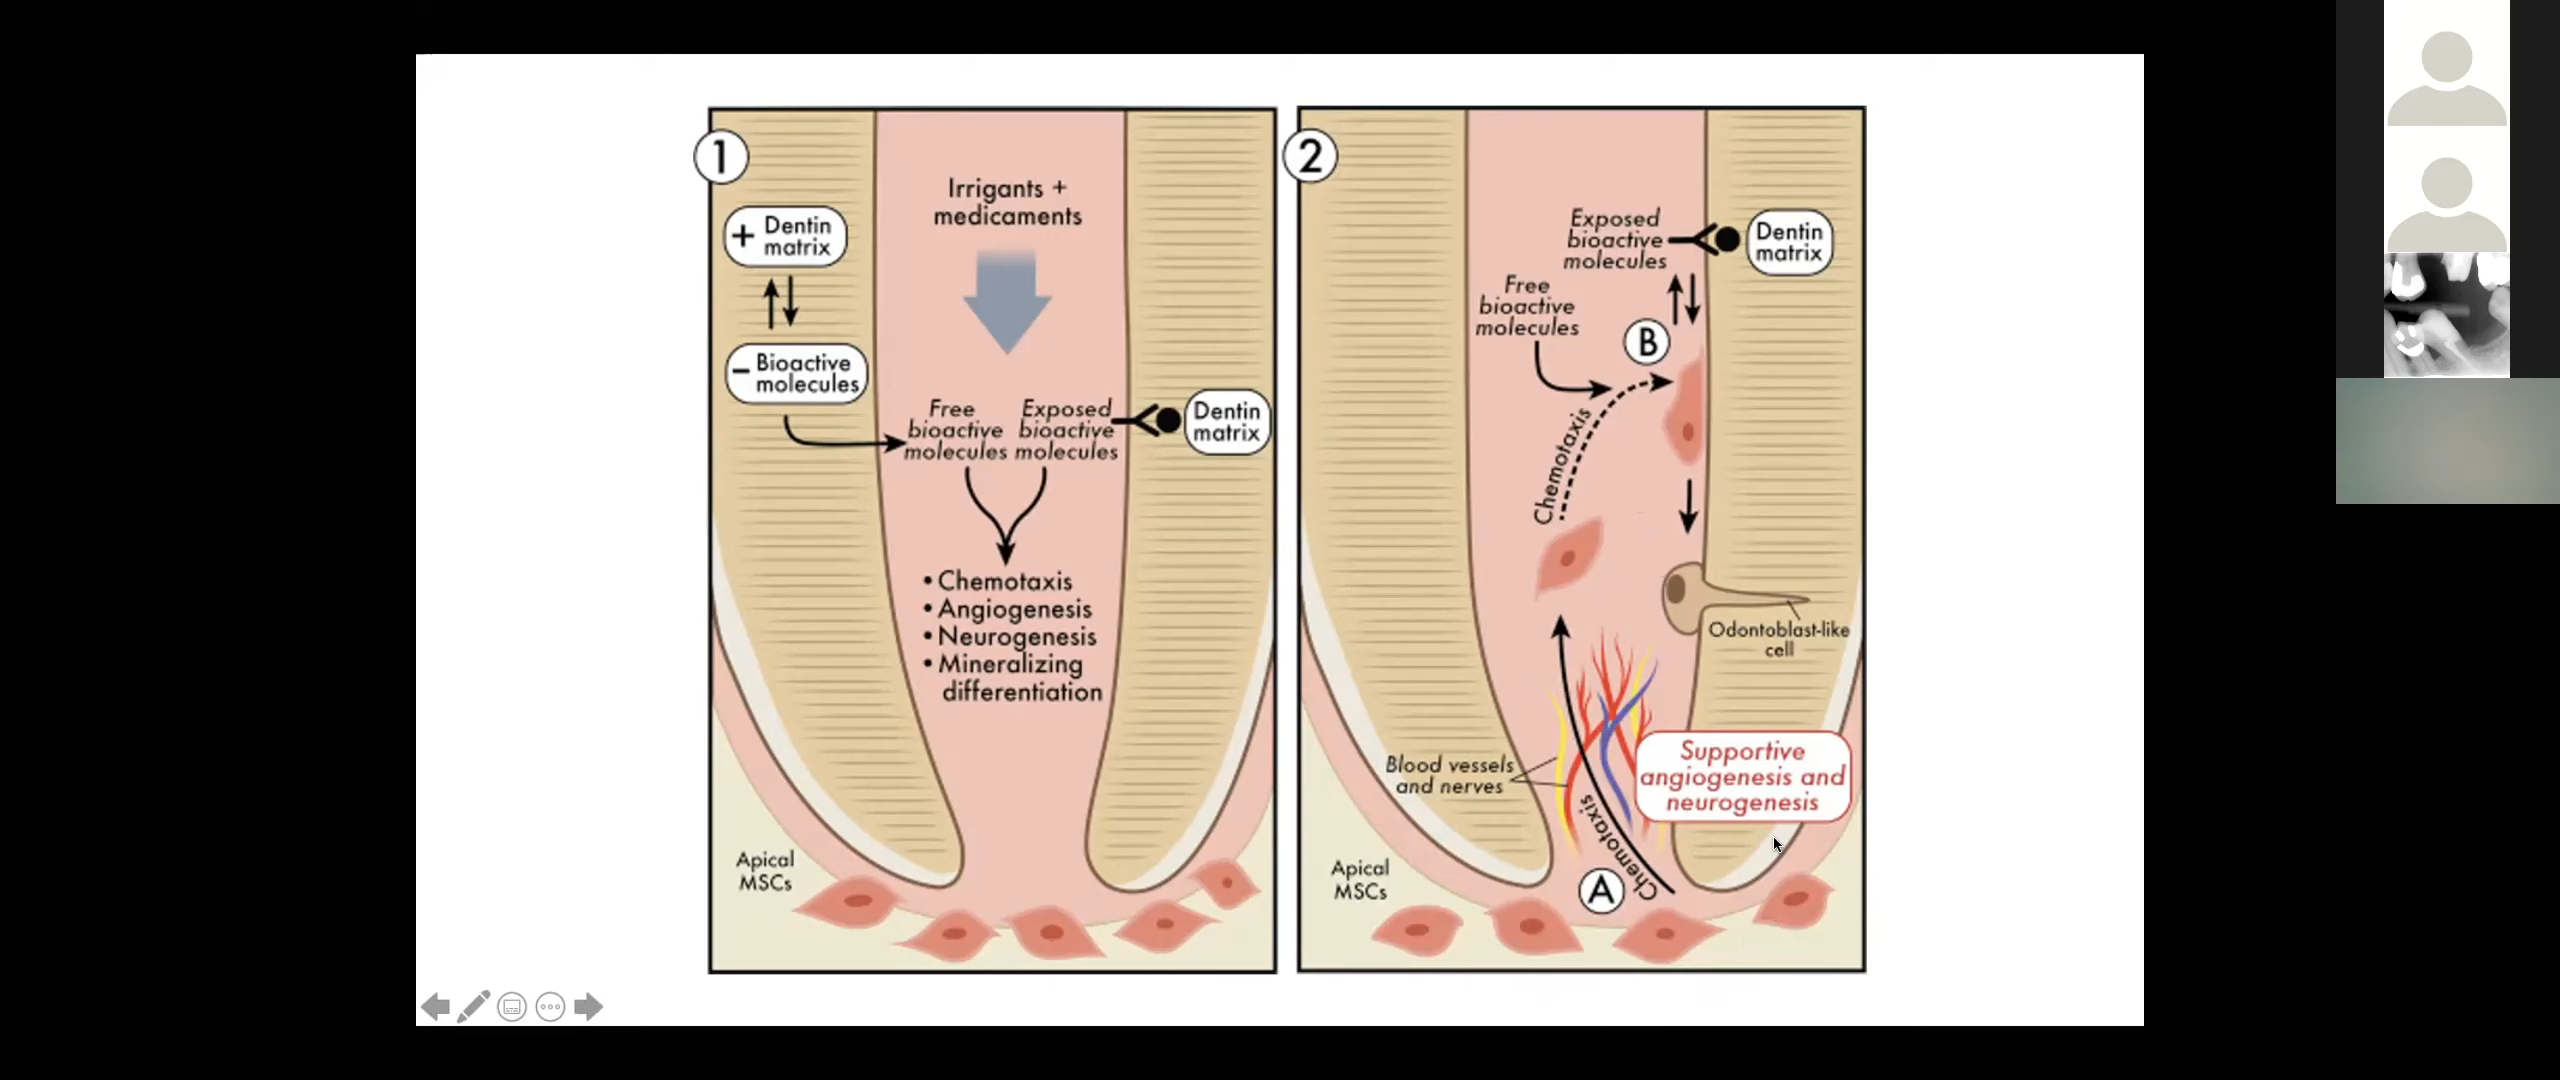 1
Irrigants +
medicaments
+ Dentin
matrix
− Bioactive
molecules
Free
bioactive
molecules
Exposed
bioactive
molecules
Dentin
matrix
• Chemotaxis
• Angiogenesis
• Neurogenesis
• Mineralizing
differentiation
Apical
MSCs
2
Exposed
bioactive
molecules
Dentin
matrix
Free
bioactive
molecules
B
Chemotaxis
Odontoblast-like
cell
Blood vessels
and nerves
Supportive
angiogenesis and
neurogenesis
Chemotaxis
A
Apical
MSCs